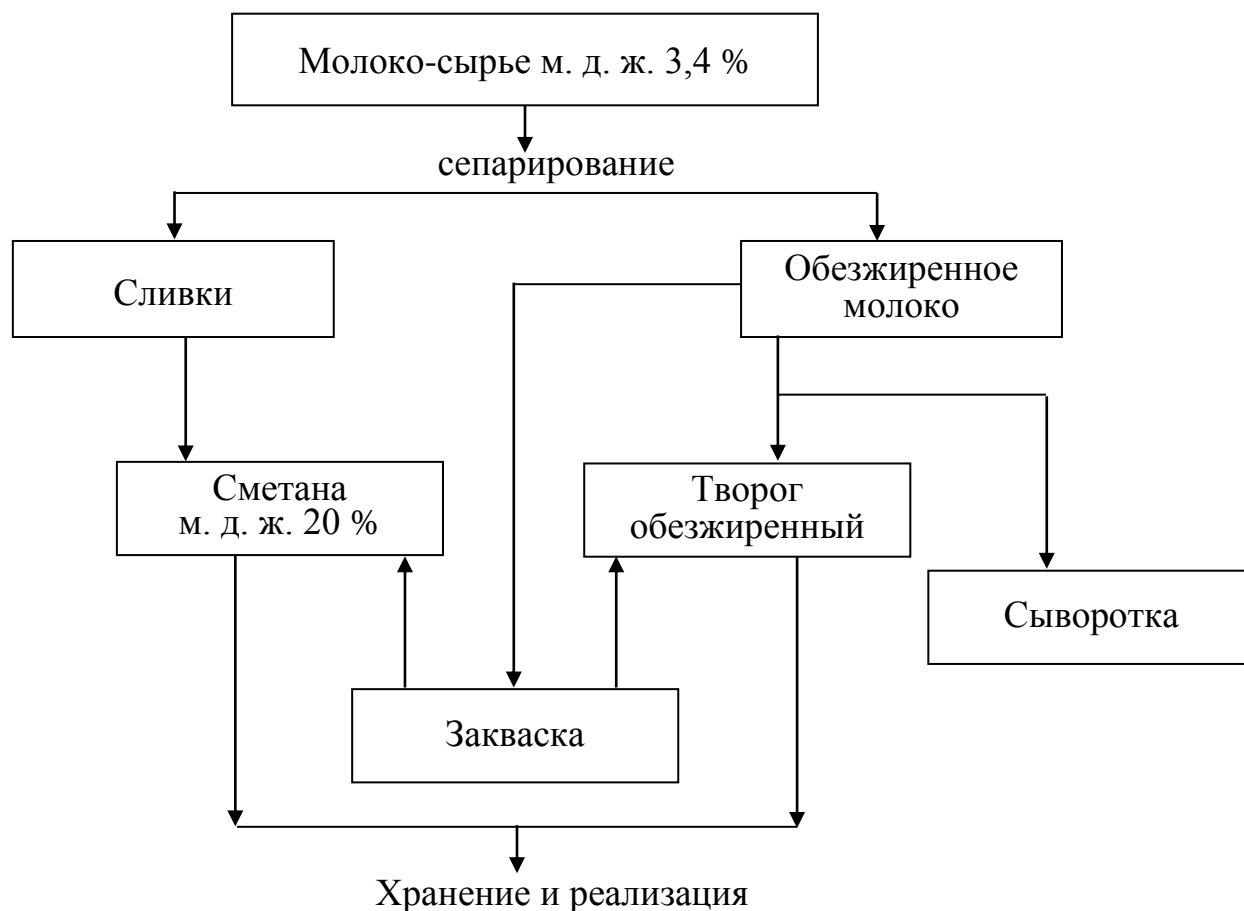 Молоко-сырье м. д. ж. 3,4 %
сепарирование
Сливки
Обезжиренное
молоко
Сметана
м. д. ж. 20 %
Творог
обезжиренный
Сыворотка
Закваска
Хранение и реализация